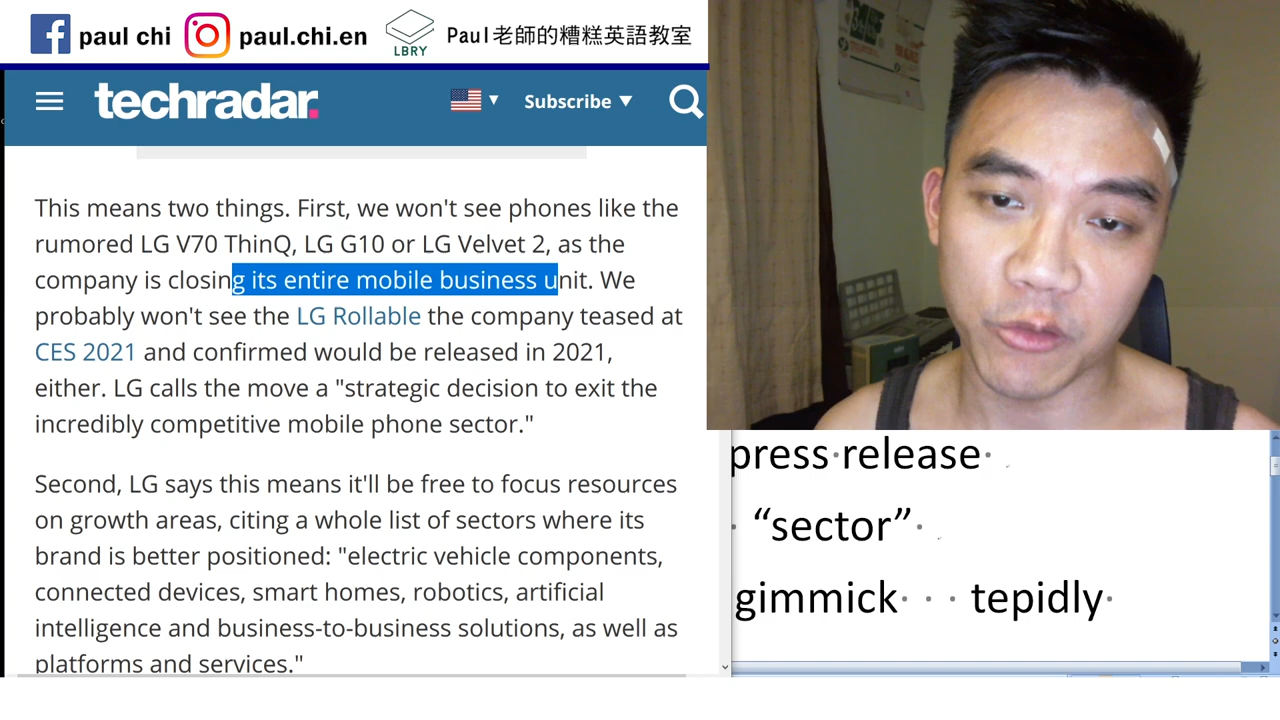 paul chi paul.chi.en LBRY Paul老師的糟糕英語教室
techradar. Subscribe
This means two things. First, we won't see phones like the
rumored LG V70 ThinQ, LG G10 or LG Velvet 2, as the
company is closing its entire mobile business unit. We
probably won't see the LG Rollable the company teased at
CES 2021 and confirmed would be released in 2021,
either. LG calls the move a "strategic decision to exit the
incredibly competitive mobile phone sector."
Second, LG says this means it'll be free to focus resources
on growth areas, citing a whole list of sectors where its
brand is better positioned: "electric vehicle components,
connected devices, smart homes, robotics, artificial
intelligence and business-to-business solutions, as well as
platforms and services."
press release
“sector”
gimmick tepidly